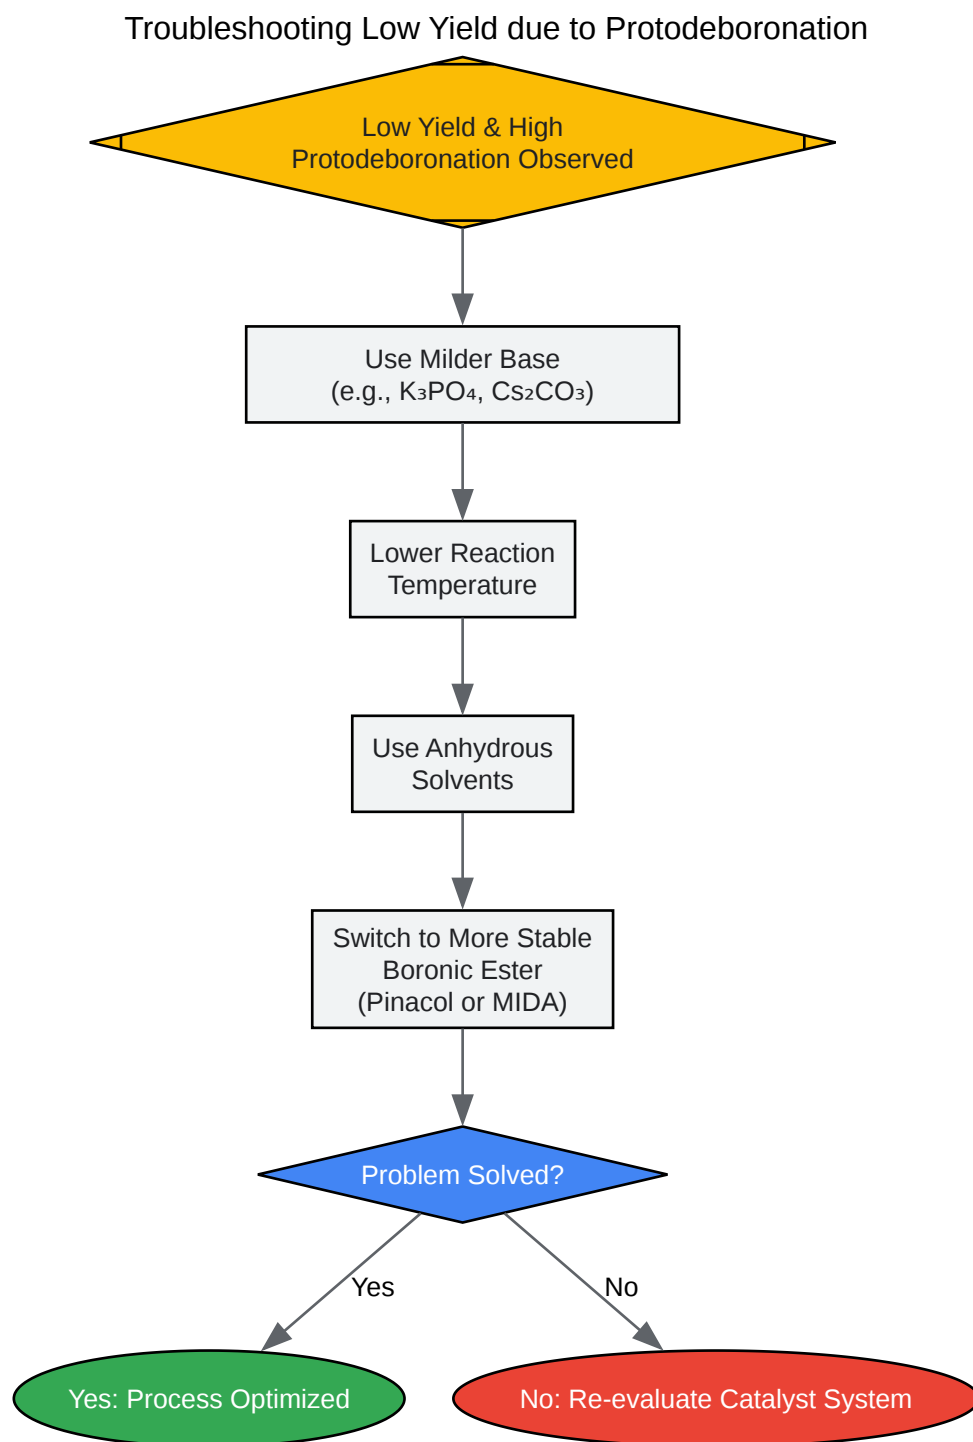 Troubleshooting Low Yield due to Protodeboronation
Low Yield & High
Protodeboronation Observed
Use Milder Base
(e.g., K₃PO₄, Cs₂CO₃)
Lower Reaction
Temperature
Use Anhydrous
Solvents
Switch to More Stable
Boronic Ester
(Pinacol or MIDA)
Problem Solved?
Yes
No
Yes: Process Optimized
No: Re-evaluate Catalyst System